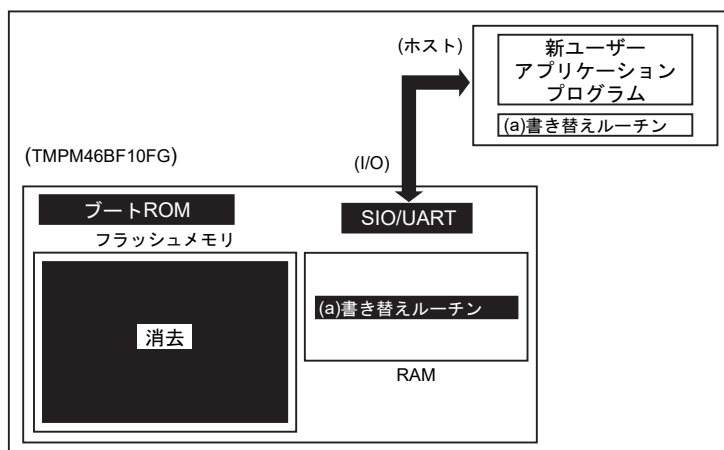 (ホスト)
新ユーザー
アプリケーション
プログラム
(a)書き替えルーチン
(TMPM46BF10FG)
(I/O)
ブートROM
SIO/UART
フラッシュメモリ
(a)書き替えルーチン
消去
RAM